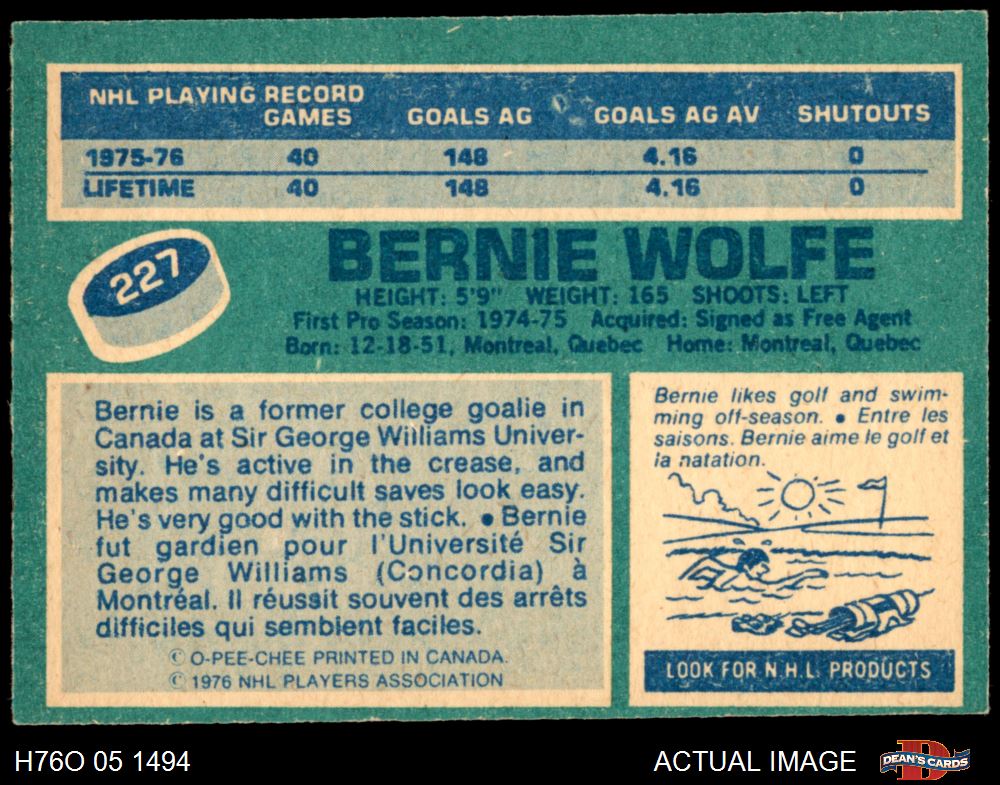 NHL PLAYING RECORD
GAMES GOALS AG GOALS AG AV SHUTOUTS
1975-76 40 148 4.16 0
LIFETIME 40 148 4.16 0
227
BERNIE WOLFE
HEIGHT: 5'9" WEIGHT: 165 SHOOTS: LEFT
First Pro Season: 1974-75 Acquired: Signed as Free Agent
Born: 12-18-51, Montreal, Quebec Home: Montreal, Quebec
Bernie is a former college goalie in
Canada at Sir George Williams Univer-
sity. He's active in the crease, and
makes many difficult saves look easy.
He's very good with the stick. • Bernie
fut gardien pour l'Université Sir
George Williams (Concordia) à
Montréal. Il réussit souvent des arrêts
difficiles qui semblent faciles.
© O-PEE-CHEE PRINTED IN CANADA.
© 1976 NHL PLAYERS ASSOCIATION
Bernie likes golf and swim-
ming off-season. • Entre les
saisons. Bernie aime le golf et
la natation.
LOOK FOR N.H.L. PRODUCTS
H76O 05 1494
ACTUAL IMAGE
D
DEAN'S CARDS